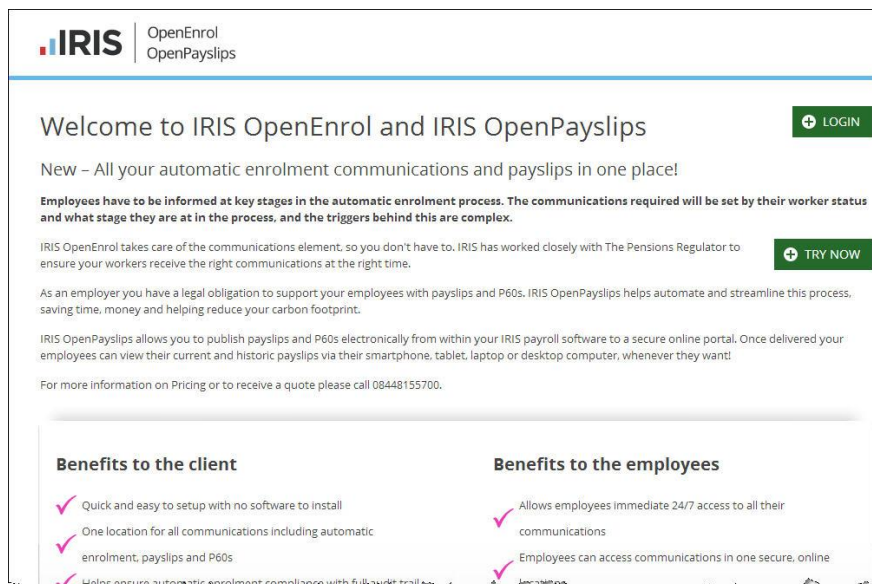 IRIS
OpenEnrol
OpenPayslips
Welcome to IRIS OpenEnrol and IRIS OpenPayslips
LOGIN
New – All your automatic enrolment communications and payslips in one place!
Employees have to be informed at key stages in the automatic enrolment process. The communications required will be set by their worker status
and what stage they are at in the process, and the triggers behind this are complex.
IRIS OpenEnrol takes care of the communications element, so you don't have to. IRIS has worked closely with The Pensions Regulator to
ensure your workers receive the right communications at the right time.
TRY NOW
As an employer you have a legal obligation to support your employees with payslips and P60s. IRIS OpenPayslips helps automate and streamline this process,
saving time, money and helping reduce your carbon footprint.
IRIS OpenPayslips allows you to publish payslips and P60s electronically from within your IRIS payroll software to a secure online portal. Once delivered your
employees can view their current and historic payslips via their smartphone, tablet, laptop or desktop computer, whenever they want!
For more information on Pricing or to receive a quote please call 08448155700.
Benefits to the client
Quick and easy to setup with no software to install
One location for all communications including automatic
enrolment, payslips and P60s
Helps ensure automatic enrolment compliance with full audit trail
Benefits to the employees
Allows employees immediate 24/7 access to all their
communications
Employees can access communications in one secure, online